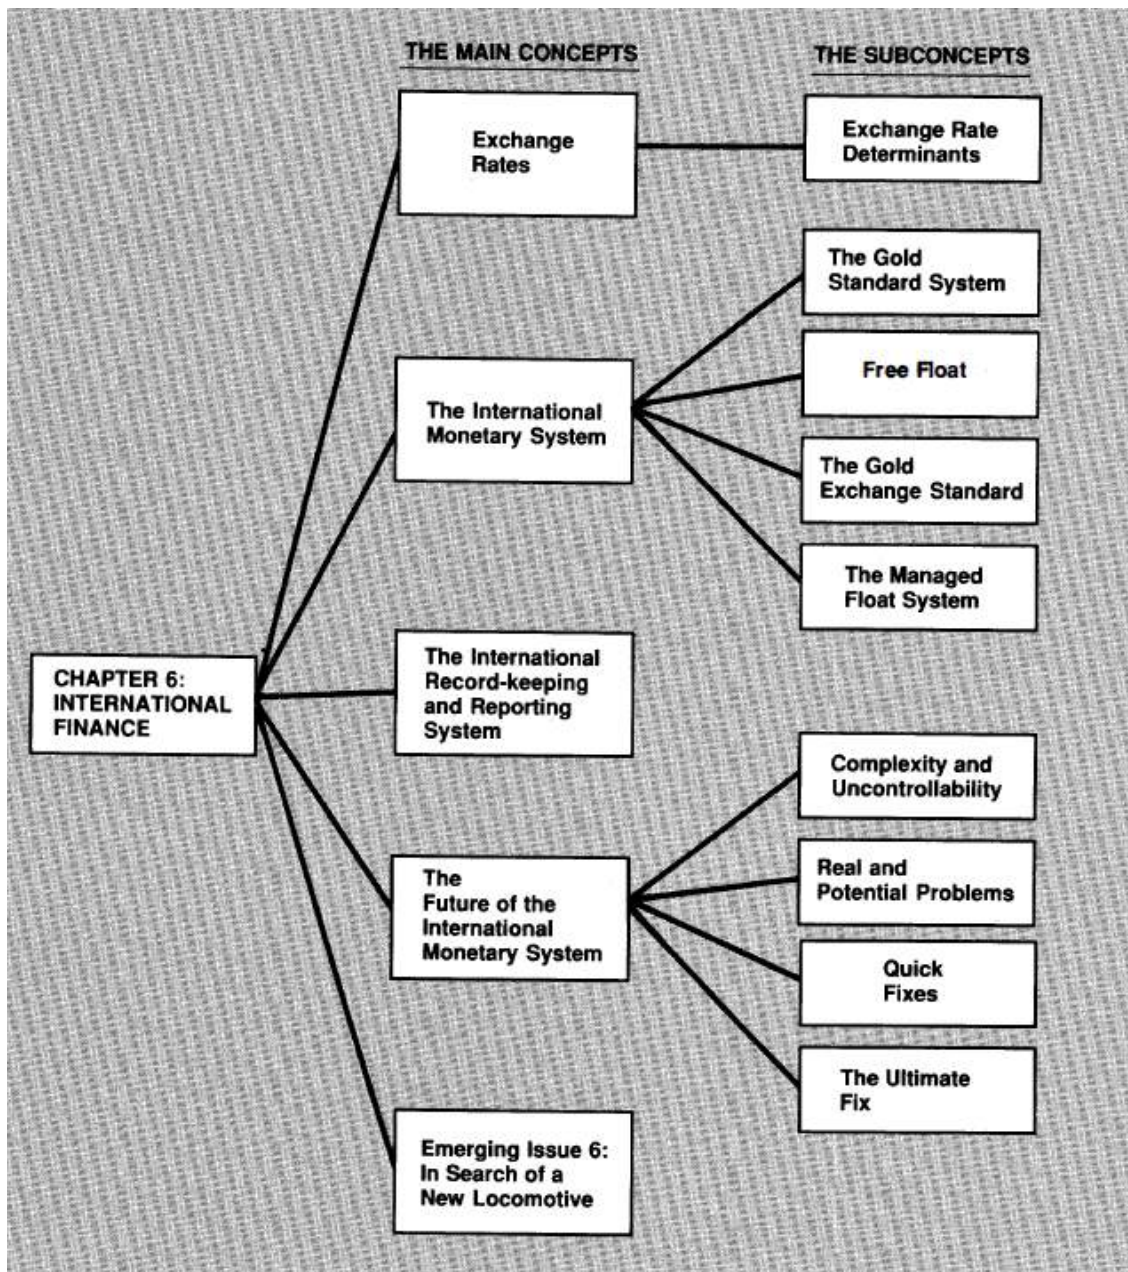 THE MAIN CONCEPTS
THE SUBCONCEPTS
Exchange
Rates
Exchange Rate
Determinants
The Gold
Standard System
Free Float
The International
Monetary System
The Gold
Exchange Standard
The Managed
Float System
The International
Record-keeping
and Reporting
System
CHAPTER 6:
INTERNATIONAL
FINANCE
Complexity and
Uncontrollability
Real and
Potential Problems
The
Future of the
International
Monetary System
Quick
Fixes
The Ultimate
Fix
Emerging Issue 6:
In Search of a
New Locomotive